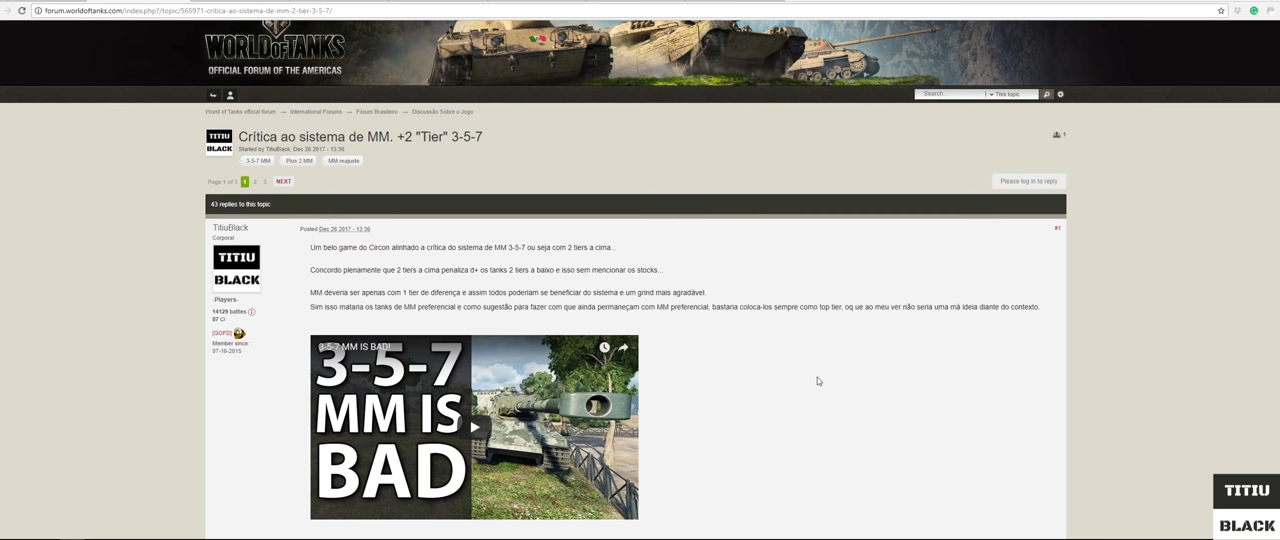 forum.worldoftanks.com/index.php?/topic/565971-critica-ao-sistema-de-mm-2-tier-3-5-7/
WORLD OF TANKS
OFFICIAL FORUM OF THE AMERICAS
Search...
This topic
World of Tanks official forum → International Forums → Fórum Brasileiro → Discussão Sobre o Jogo
TITIU
BLACK
Crítica ao sistema de MM. +2 "Tier" 3-5-7
1
Started by TitiuBlack, Dec 26 2017 - 13:36
3-5-7 MM
Plus 2 MM
MM reajuste
Page 1 of 3
1
2
3
NEXT
Please log in to reply
43 replies to this topic
TitiuBlack
Corporal
Posted Dec 26 2017 - 13:36
#1
TITIU
BLACK
-Players-
14129 battles
57
[GOFD]
Member since:
07-16-2015
Um belo game do Circon alinhado a crítica do sistema de MM 3-5-7 ou seja com 2 tiers a cima...
Concordo plenamente que 2 tiers a cima penaliza d+ os tanks 2 tiers a baixo e isso sem mencionar os stocks...
MM deveria ser apenas com 1 tier de diferença e assim todos poderiam se beneficiar do sistema e um grind mais agradável.
Sim isso mataria os tanks de MM preferencial e como sugestão para fazer com que ainda permaneçam com MM preferencial, bastaria coloca-los sempre como top tier, oq ue ao meu ver não seria uma má ideia diante do contexto.
3-5-7 MM IS BAD!
3-5-7
MM IS
BAD
TITIU
BLACK